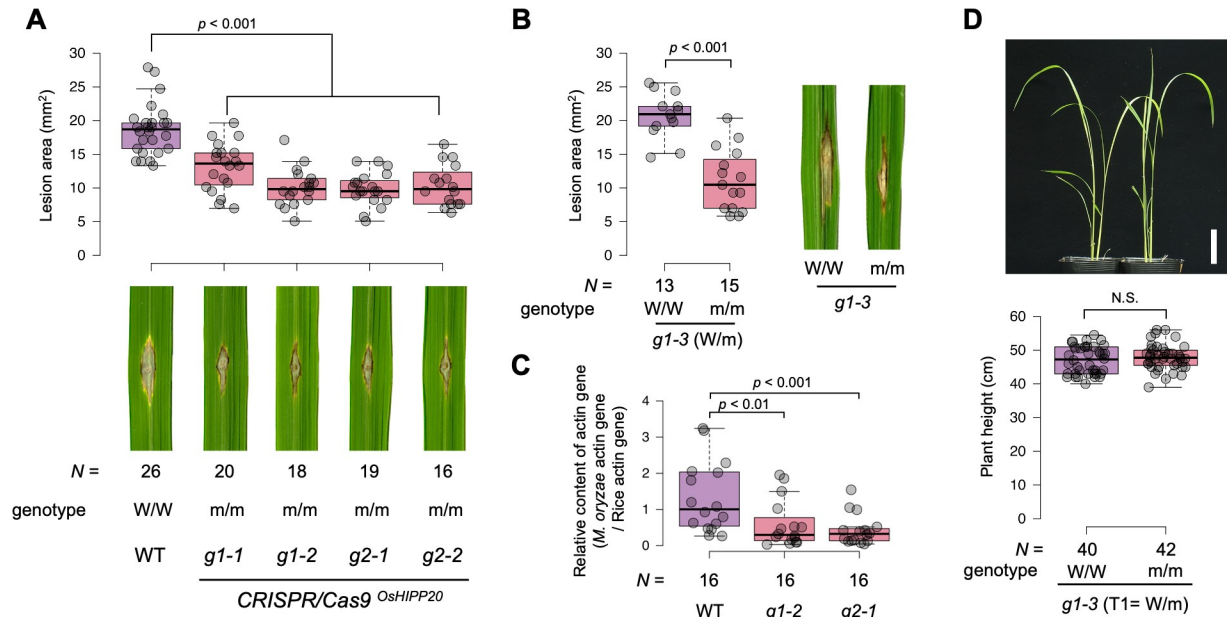 A
p < 0.001
Lesion area (mm2)
30
25
20
15
10
5
0
N = 26 20 18 19 16
genotype W/W m/m m/m m/m m/m
WT g1-1 g1-2 g2-1 g2-2
CRISPR/Cas9 OsHIPP20
B
p < 0.001
Lesion area (mm2)
30
25
20
15
10
5
0
N = 13 15
genotype W/W m/m
g1-3 (W/m)
W/W m/m
g1-3
C
p < 0.001
p < 0.01
Relative content of actin gene
(M. oryzae actin gene
/ Rice actin gene)
4
3
2
1
0
N = 16 16 16
WT g1-2 g2-1
D
N.S.
Plant height (cm)
60
50
40
30
20
10
0
N = 40 42
genotype W/W m/m
g1-3 (T1= W/m)